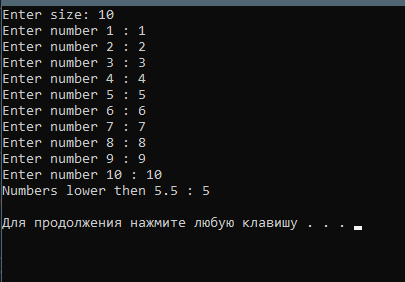 Enter size: 10
Enter number 1 : 1
Enter number 2 : 2
Enter number 3 : 3
Enter number 4 : 4
Enter number 5 : 5
Enter number 6 : 6
Enter number 7 : 7
Enter number 8 : 8
Enter number 9 : 9
Enter number 10 : 10
Numbers lower then 5.5 : 5
Для продолжения нажмите любую клавишу . . .